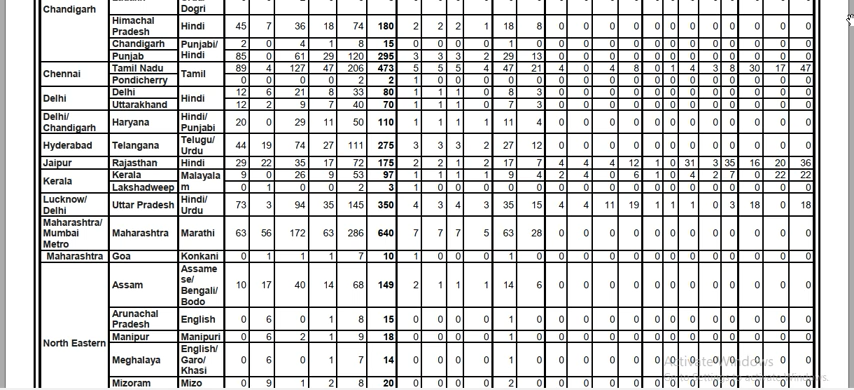 Dogri
Chandigarh
Himachal Pradesh Hindi 45 7 36 18 74 180 2 2 2 1 18 8 0 0 0 0 0 0 0 0 0 0 0 0
Chandigarh Punjabi/ Hindi 2 0 4 1 8 15 0 0 0 0 1 0 0 0 0 0 0 0 0 0 0 0 0 0
Punjab 85 0 61 29 120 295 3 3 3 2 29 13 0 0 0 0 0 0 0 0 0 0 0 0
Chennai Tamil Nadu Tamil 89 4 127 47 206 473 5 5 5 4 47 21 4 0 4 8 0 1 4 3 8 30 17 47
Pondicherry 0 0 0 0 2 2 1 0 0 0 0 0 0 0 0 0 0 0 0 0 0 0 0 0
Delhi Delhi Hindi 12 6 21 8 33 80 1 1 1 0 8 3 0 0 0 0 0 0 0 0 0 0 0 0
Uttarakhand 12 2 9 7 40 70 1 1 1 0 7 3 0 0 0 0 0 0 0 0 0 0 0 0
Delhi/ Chandigarh Haryana Hindi/ Punjabi 20 0 29 11 50 110 1 1 1 1 11 4 0 0 0 0 0 0 0 0 0 0 0 0
Hyderabad Telangana Telugu/ Urdu 44 19 74 27 111 275 3 3 3 2 27 12 0 0 0 0 0 0 0 0 0 0 0 0
Jaipur Rajasthan Hindi 29 22 35 17 72 175 2 2 1 2 17 7 4 4 4 12 1 0 31 3 35 16 20 36
Kerala Kerala Malayala m 9 0 26 9 53 97 1 1 1 1 9 4 2 4 0 6 1 0 4 2 7 0 22 22
Lakshadweep 0 1 0 0 2 3 1 0 0 0 0 0 0 0 0 0 0 0 0 0 0 0 0 0
Lucknow/ Delhi Uttar Pradesh Hindi/ Urdu 73 3 94 35 145 350 4 3 4 3 35 15 4 4 11 19 1 1 1 0 3 18 0 18
Maharashtra/ Mumbai Metro Maharashtra Marathi 63 56 172 63 286 640 7 7 7 5 63 28 0 0 0 0 0 0 0 0 0 0 0 0
Maharashtra Goa Konkani 0 1 1 1 7 10 1 0 0 0 1 0 0 0 0 0 0 0 0 0 0 0 0 0
North Eastern Assam Assame se/ Bengali/ Bodo 10 17 40 14 68 149 2 1 1 1 14 6 0 0 0 0 0 0 0 0 0 0 0 0
Arunachal Pradesh English 0 6 0 1 8 15 0 0 0 0 1 0 0 0 0 0 0 0 0 0 0 0 0 0
Manipur Manipuri 0 6 2 1 9 18 0 0 0 0 1 0 0 0 0 0 0 0 0 0 0 0 0 0
Meghalaya English/ Garo/ Khasi 0 6 0 1 7 14 0 0 0 0 1 0 0 0 0 0 0 0 0 0 0 0 0 0
Mizoram Mizo 0 9 1 2 8 20 0 0 0 0 2 0 0 0 0 0 0 0 0 0 0 0 0 0
Activate Windows